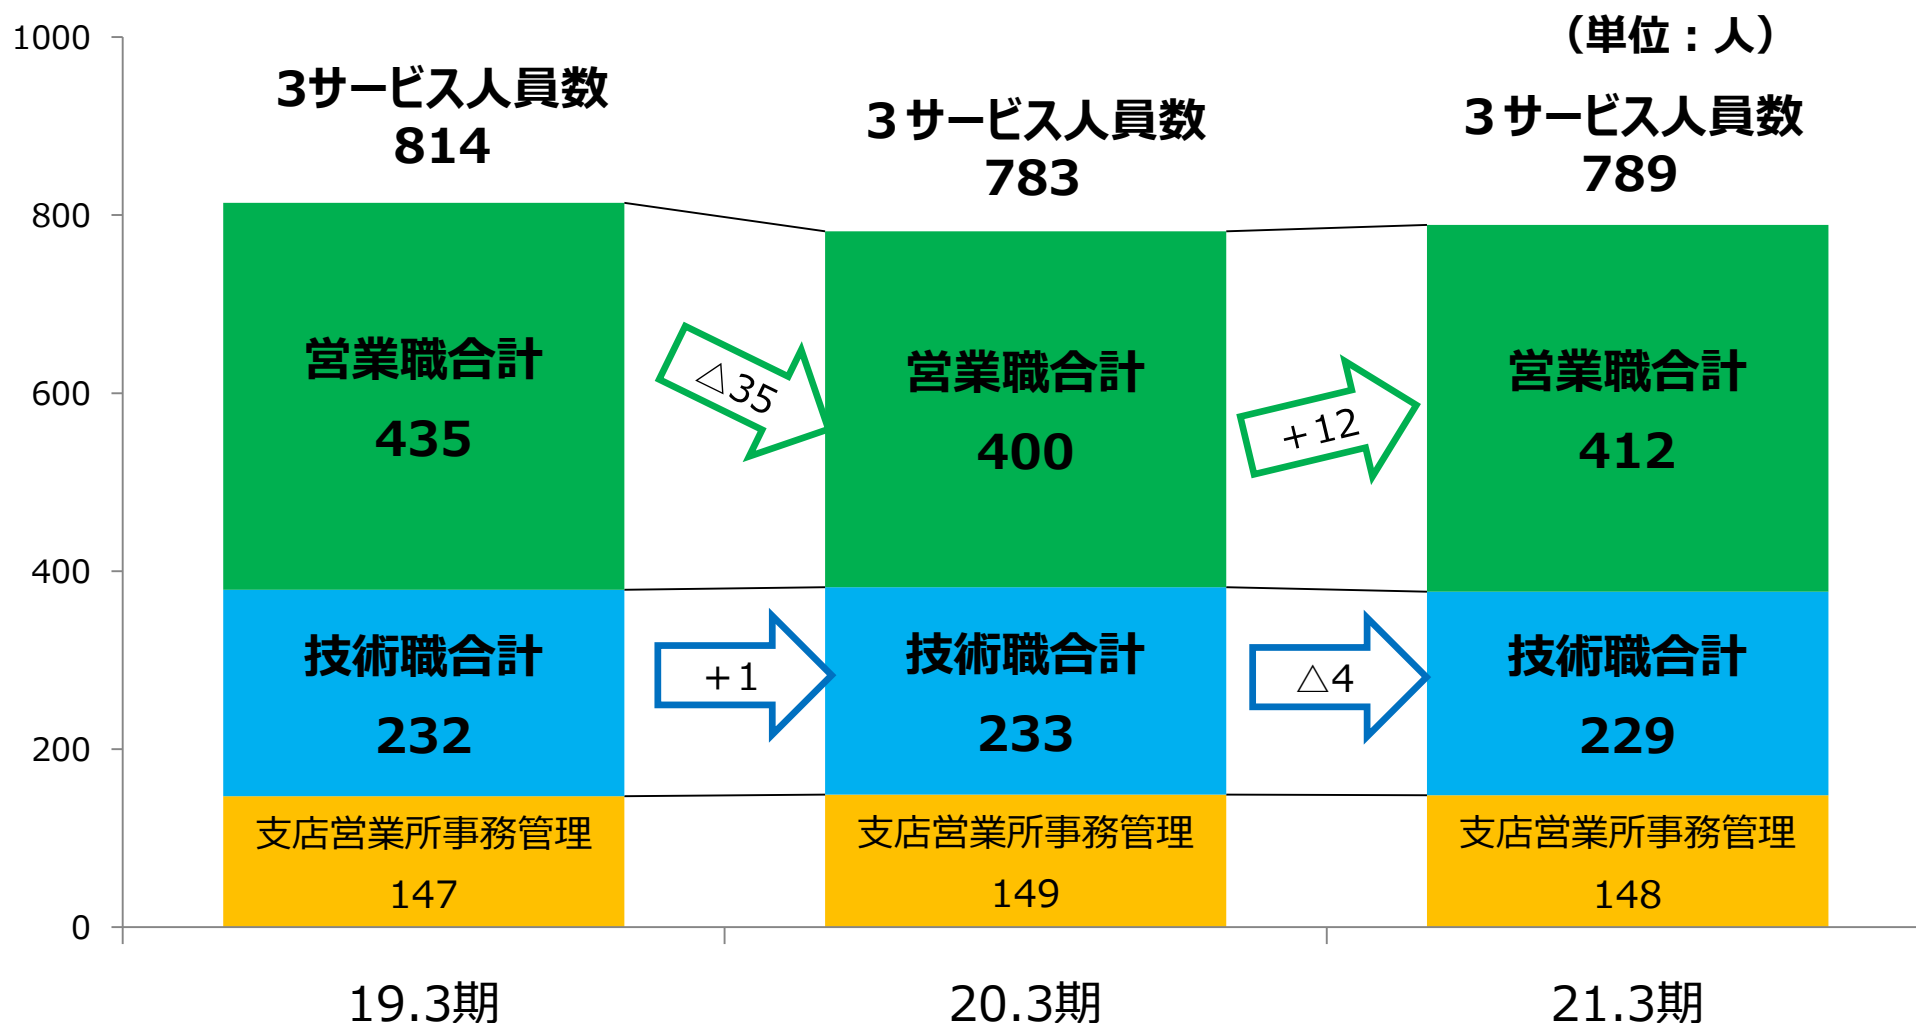 （単位：人）
1000
800
600
400
200
0
3サービス人員数
814
３サービス人員数
783
３サービス人員数
789
営業職合計
435
△35
営業職合計
400
＋12
営業職合計
412
技術職合計
232
＋1
技術職合計
233
△4
技術職合計
229
支店営業所事務管理
147
支店営業所事務管理
149
支店営業所事務管理
148
19.3期
20.3期
21.3期